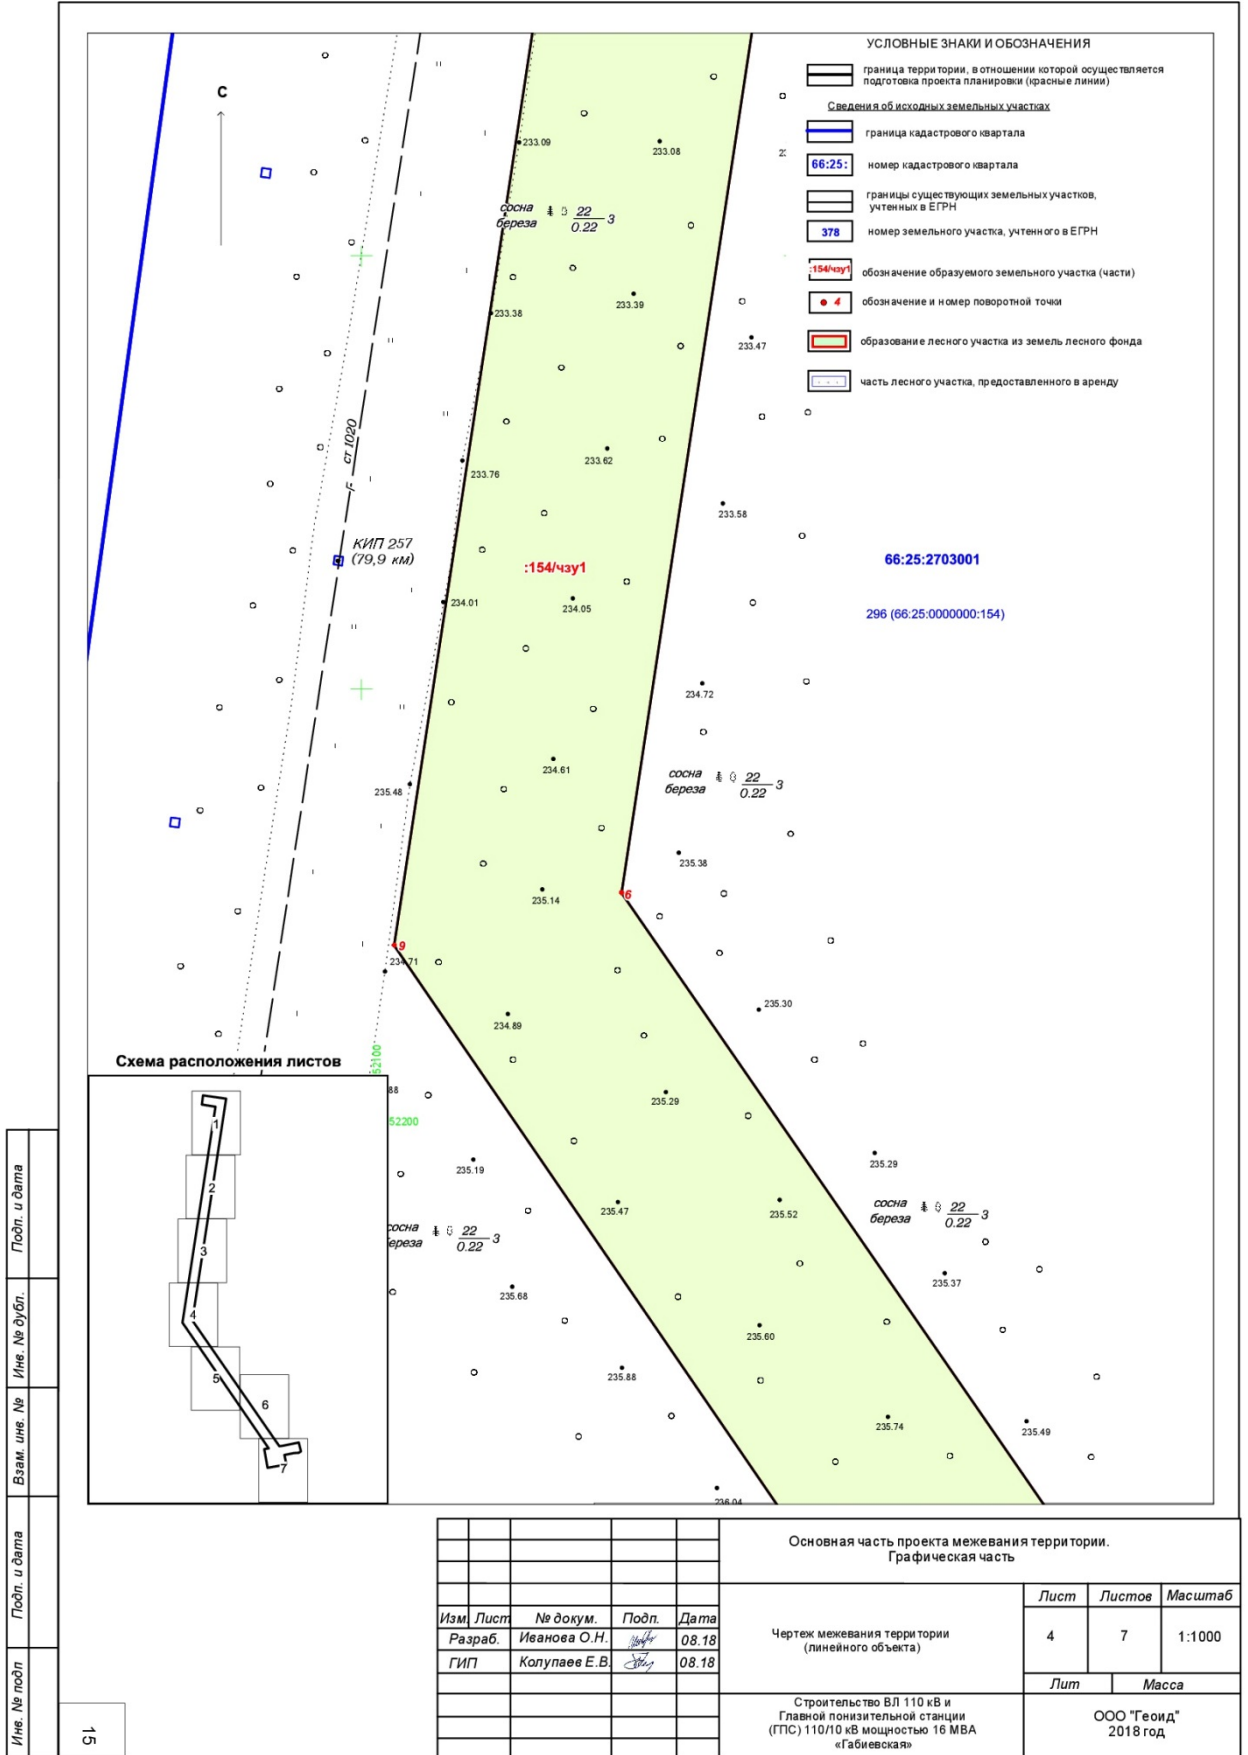 УСЛОВНЫЕ ЗНАКИ И ОБОЗНАЧЕНИЯ
граница территории, в отношении которой осуществляется
подготовка проекта планировки (красные линии)
Сведения об исходных земельных участках
граница кадастрового квартала
66:25:
номер кадастрового квартала
границы существующих земельных участков,
учтенных в ЕГРН
378
номер земельного участка, учтенного в ЕГРН
:154/чзу1
обозначение образуемого земельного участка (части)
4
обозначение и номер поворотной точки
образование лесного участка из земель лесного фонда
часть лесного участка, предоставленного в аренду
С
233.09
233.08
сосна
береза
22
0.22
3
233.39
233.38
233.47
ст 1020
233.62
233.76
233.58
КИП 257
(79,9 км)
:154/чзу1
66:25:2703001
234.01
234.05
296 (66:25:0000000:154)
234.72
234.61
235.48
сосна
береза
22
0.22
3
235.38
235.14
6
9
234.71
235.30
234.89
52100
88
235.29
52200
235.29
235.19
235.47
235.52
сосна
береза
22
0.22
3
сосна
ереза
22
0.22
3
235.37
235.68
235.60
235.88
235.74
235.49
236.04
Схема расположения листов
1
2
3
4
5
6
7
Подп. и дата
Инв. № дубл.
Взам. инв. №
Подп. и дата
Инв. № подп
15
Основная часть проекта межевания территории.
Графическая часть
Изм. Лист № докум. Подп. Дата
Разраб. Иванова О.Н. 08.18
ГИП Колупаев Е.В. 08.18
Чертеж межевания территории
(линейного объекта)
Лист Листов Масштаб
4 7 1:1000
Лит Масса
Строительство ВЛ 110 кВ и
Главной понизительной станции
(ГПС) 110/10 кВ мощностью 16 МВА
«Габиевская»
ООО "Геоид"
2018 год